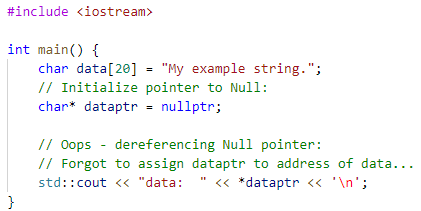 #include <iostream>
int main() {
char data[20] = "My example string.";
// Initialize pointer to Null:
char* dataptr = nullptr;
// Oops - dereferencing Null pointer:
// Forgot to assign dataptr to address of data...
std::cout << "data:  " << *dataptr << '\n';
}